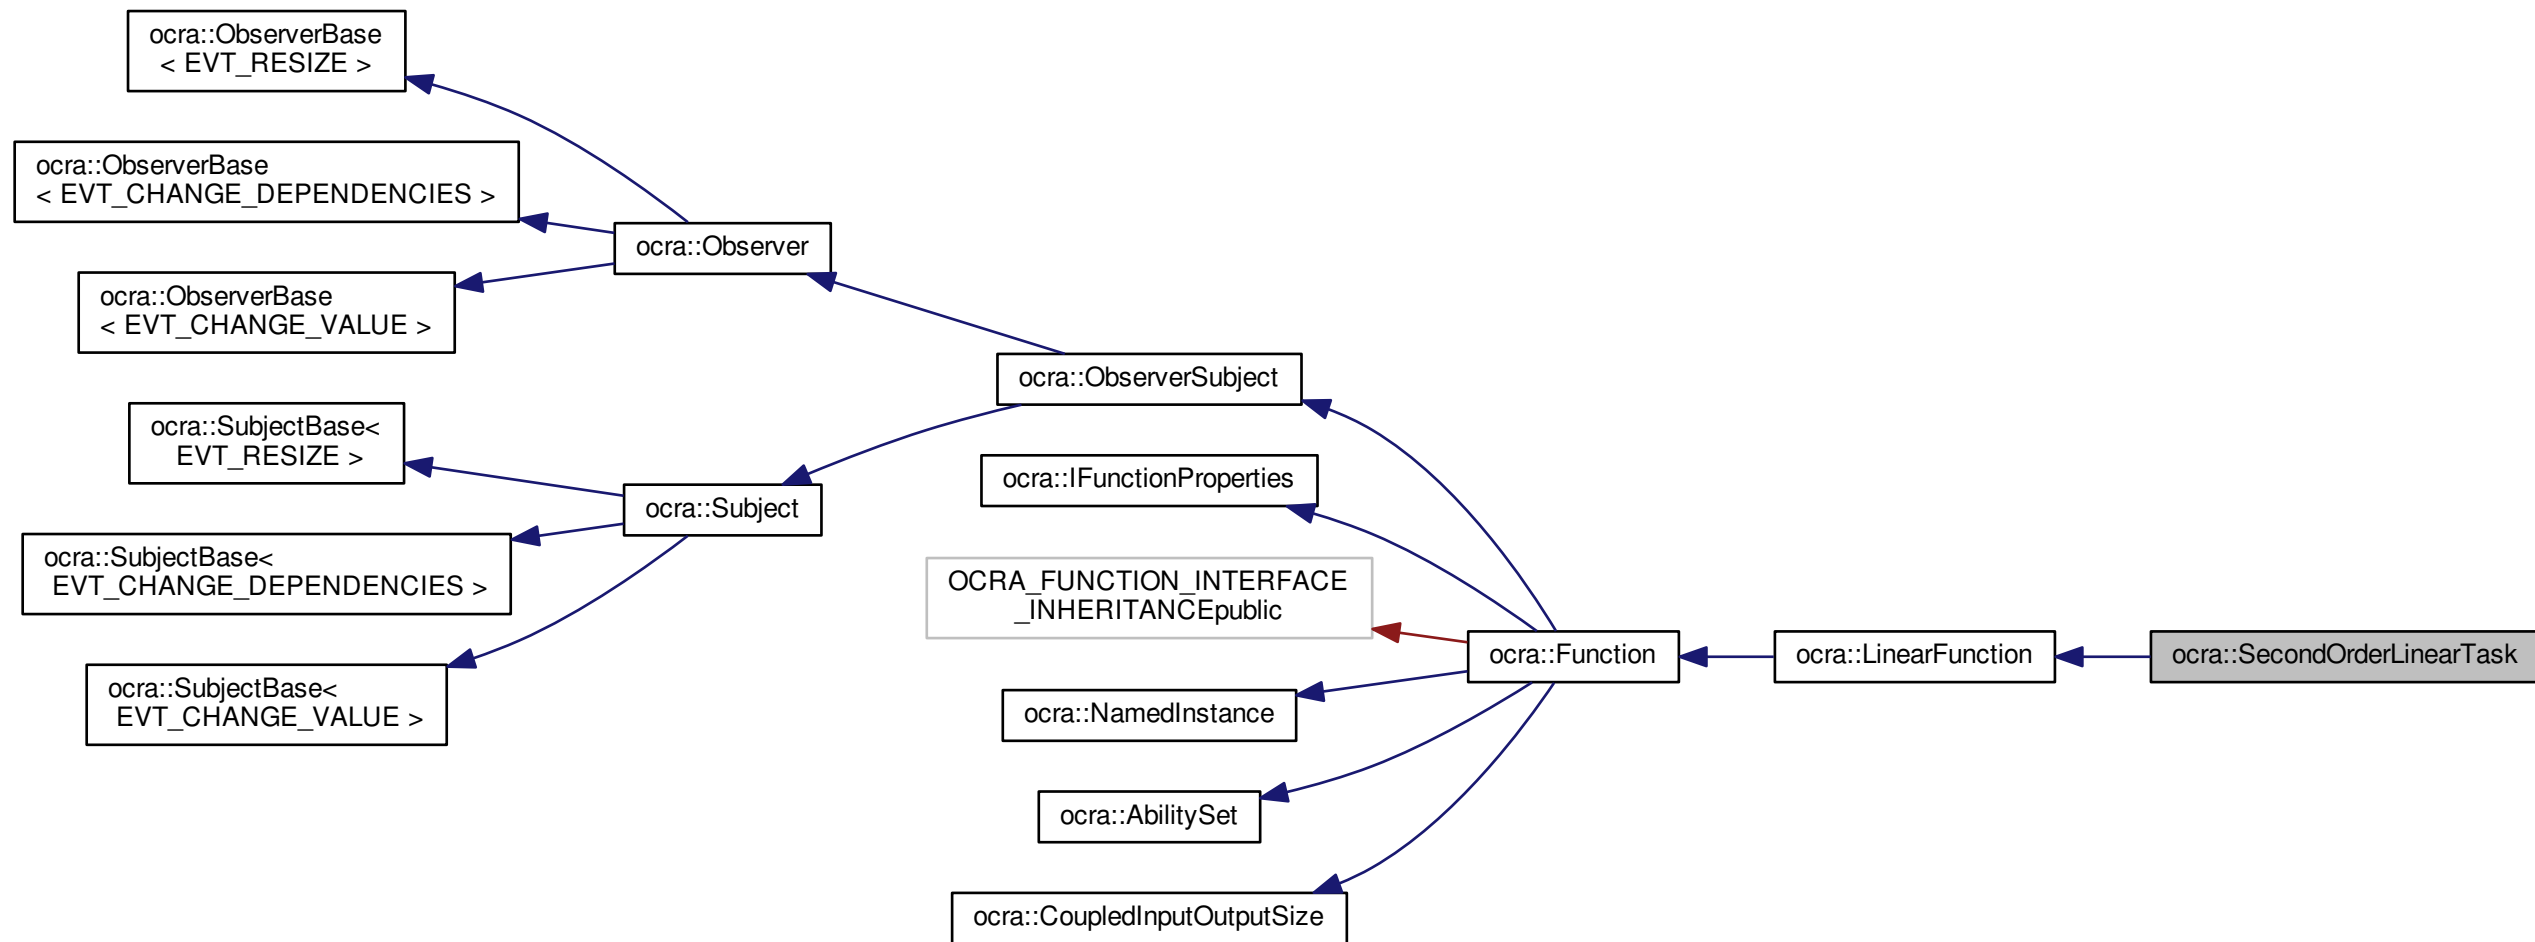 ocra::ObserverBase
< EVT_RESIZE >
ocra::ObserverBase
< EVT_CHANGE_DEPENDENCIES >
ocra::Observer
ocra::ObserverBase
< EVT_CHANGE_VALUE >
ocra::ObserverSubject
ocra::SubjectBase<
EVT_RESIZE >
ocra::IFunctionProperties
ocra::Subject
ocra::SubjectBase<
EVT_CHANGE_DEPENDENCIES >
OCRA_FUNCTION_INTERFACE
_INHERITANCEpublic
ocra::Function
ocra::LinearFunction
ocra::SecondOrderLinearTask
ocra::SubjectBase<
EVT_CHANGE_VALUE >
ocra::NamedInstance
ocra::AbilitySet
ocra::CoupledInputOutputSize